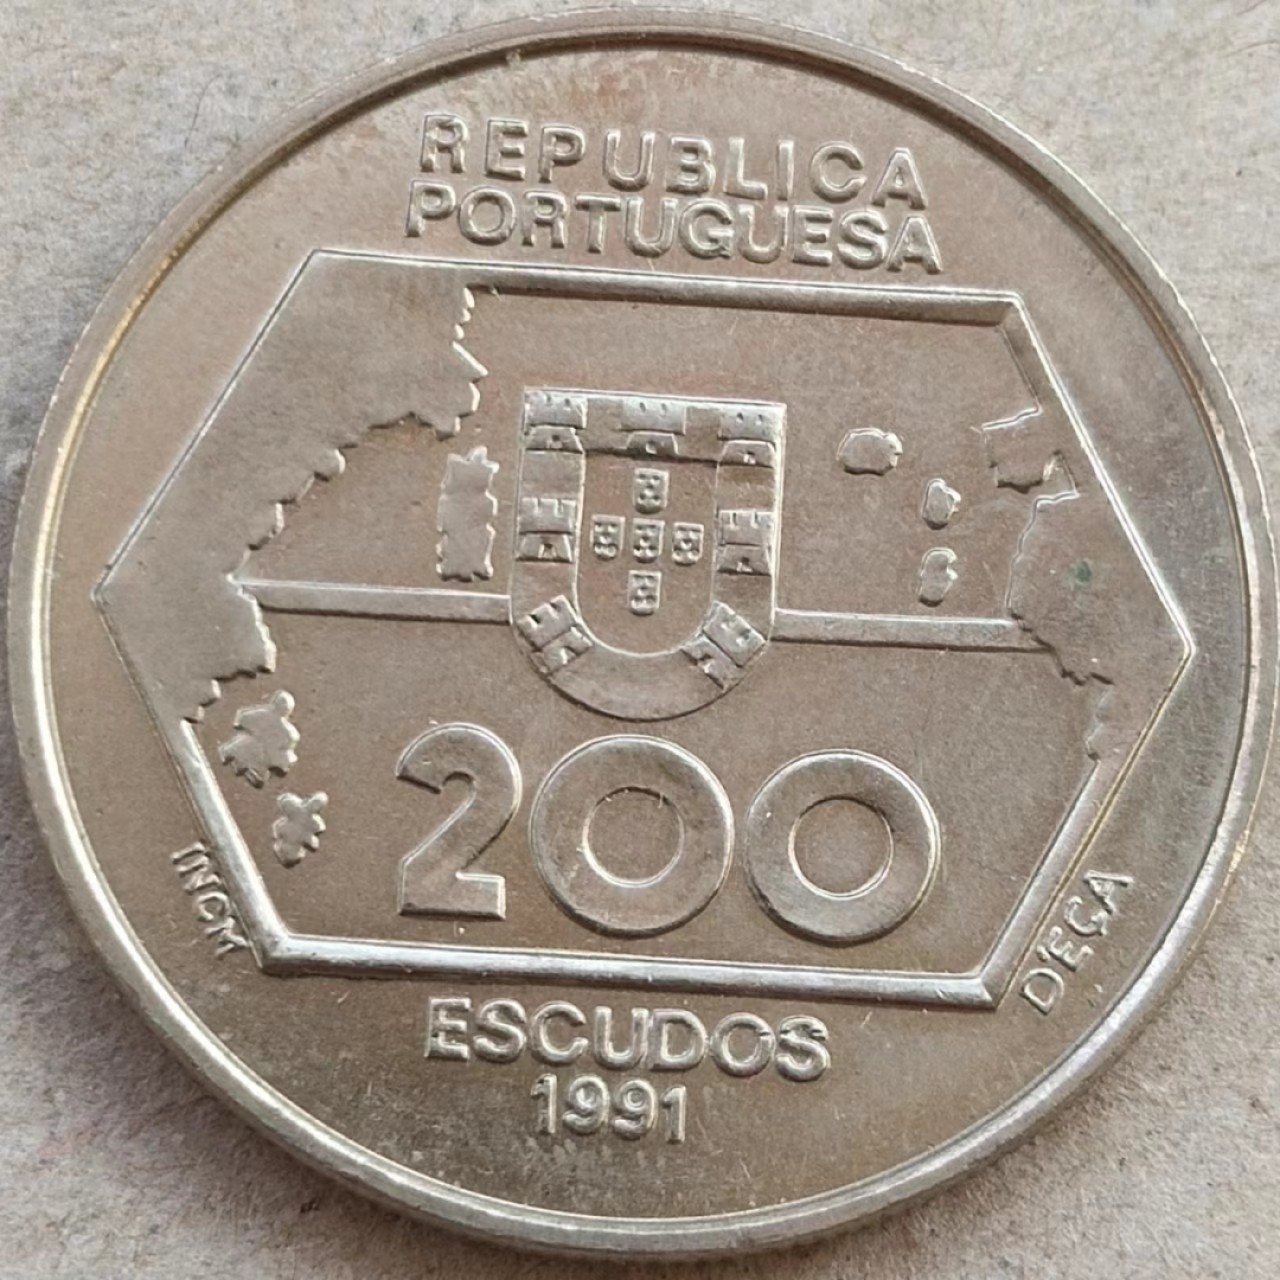 REPUBLICA
PORTUGUESA
200
INCM
D'EÇA
ESCUDOS
1991